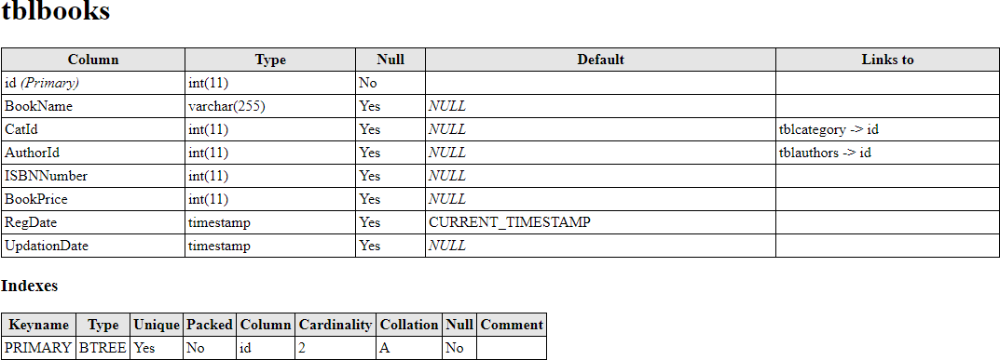 tblbooks
Column Type Null Default Links to
id (Primary) int(11) No
BookName varchar(255) Yes NULL
CatId int(11) Yes NULL tblcategory -> id
AuthorId int(11) Yes NULL tblauthors -> id
ISBNNumber int(11) Yes NULL
BookPrice int(11) Yes NULL
RegDate timestamp Yes CURRENT_TIMESTAMP
UpdationDate timestamp Yes NULL
Indexes
Keyname Type Unique Packed Column Cardinality Collation Null Comment
PRIMARY BTREE Yes No id 2 A No